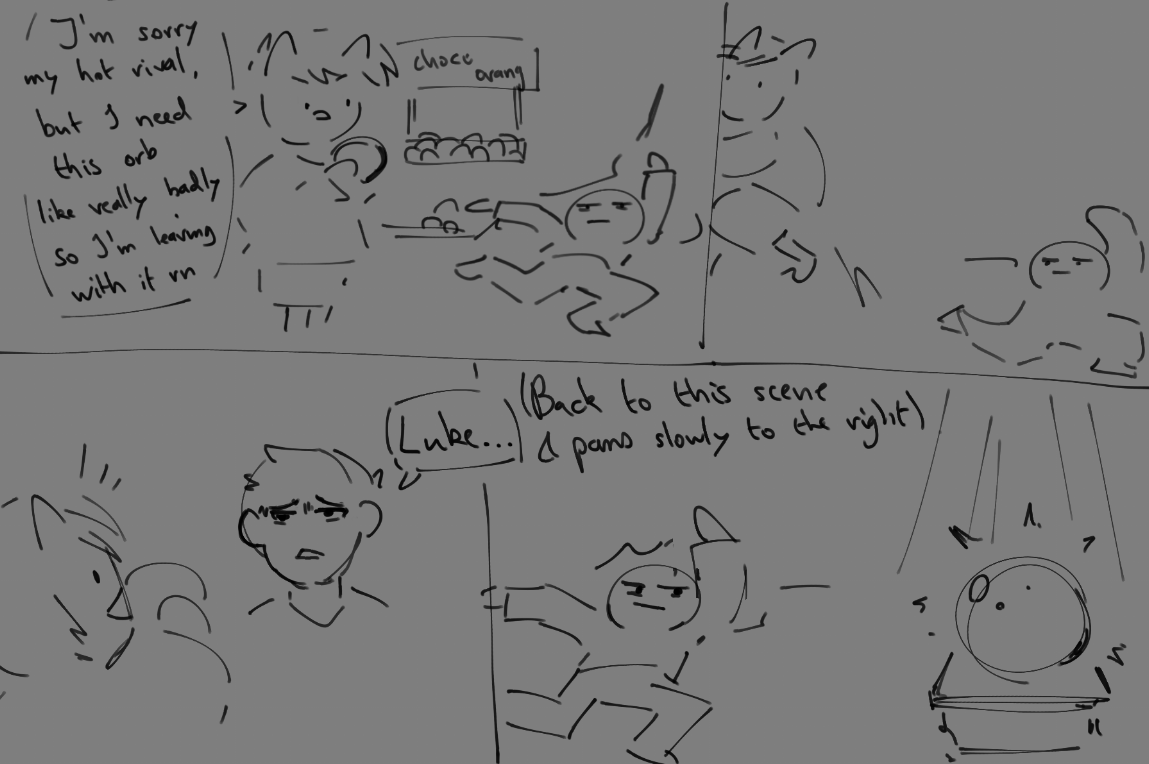 I'm sorry
my hot rival,
but I need
this orb
like really badly
so I'm leaving
with it rn
choco
orang
Luke...
(Back to this scene
& pans slowly to the right)